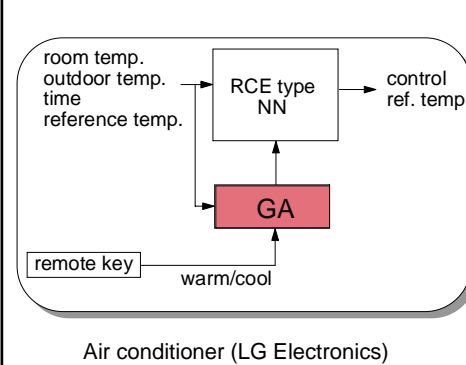 room temp.
outdoor temp.
time
reference temp.
RCE type
NN
control
ref. temp
GA
remote key
warm/cool
Air conditioner (LG Electronics)